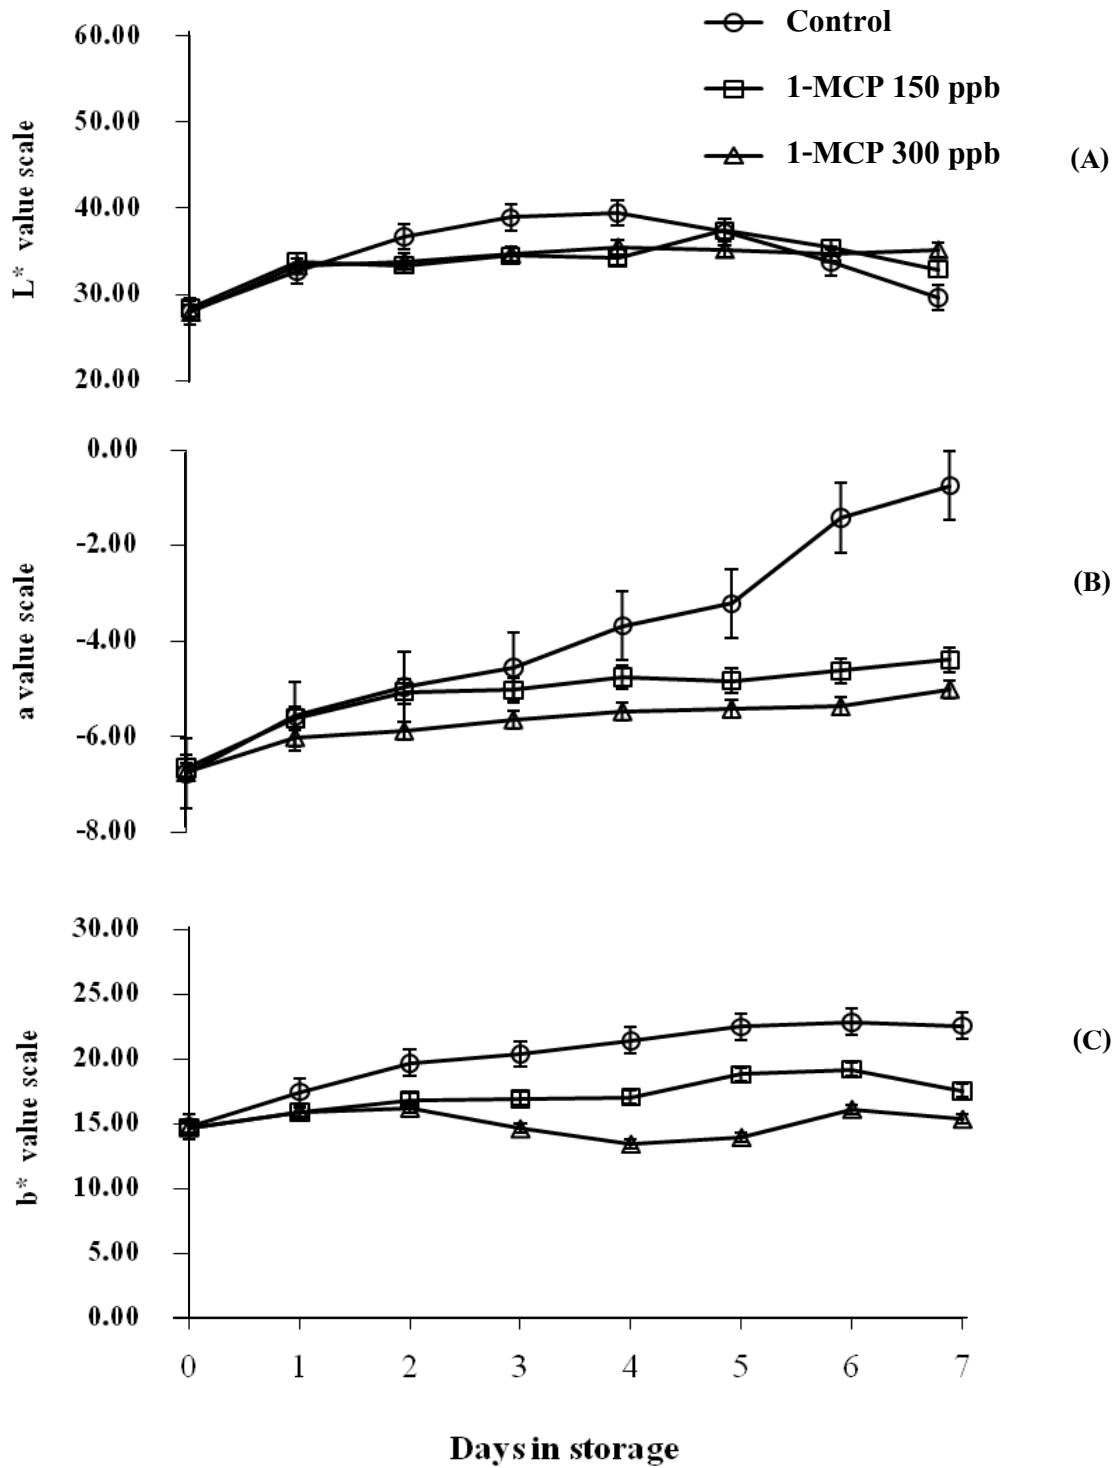 Control
1-MCP 150 ppb
1-MCP 300 ppb
(A)
L* value scale
60.00
50.00
40.00
30.00
20.00
(B)
a value scale
0.00
-2.00
-4.00
-6.00
-8.00
(C)
b* value scale
30.00
25.00
20.00
15.00
10.00
5.00
0.00
0 1 2 3 4 5 6 7
Days in storage